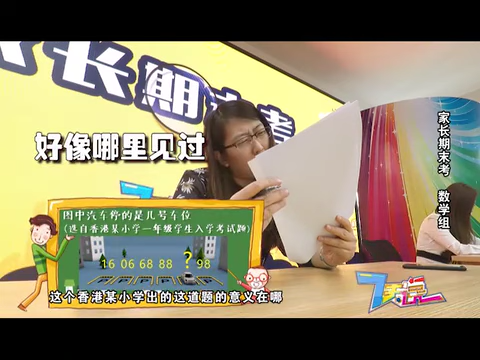 家长期末考
好像哪里见过
家长期末考 数学组
图中汽车停的是几号车位
(选自香港某小学一年级学生入学考试题)
16 06 68 88 ? 98
这个香港某小学出的这道题的意义在哪